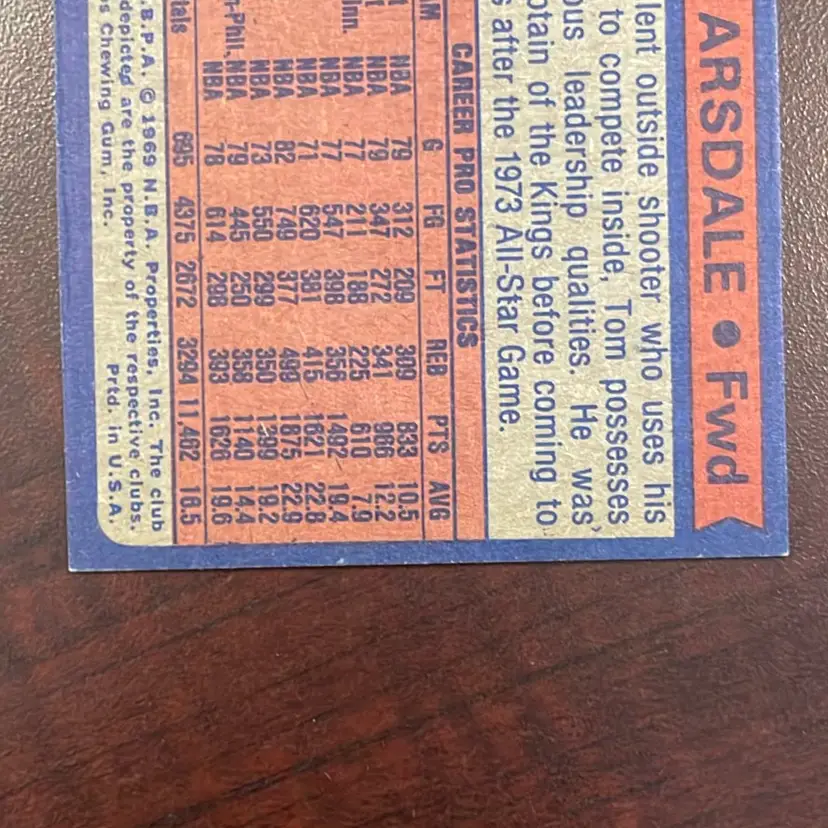 ARSDALE • Fwd
lent outside shooter who uses his
to compete inside, Tom possesses
ous leadership qualities. He was
ptain of the Kings before coming to
s after the 1973 All-Star Game.
CAREER PRO STATISTICS
AM G FG FT REB PTS AVG
NBA 79 312 209 309 833 10.5
t NBA 79 347 272 341 966 12.2
inn. NBA 77 211 188 225 610 7.9
NBA 77 547 398 356 1492 19.4
NBA 71 620 381 415 1621 22.8
NBA 82 749 377 499 1875 22.9
NBA 73 550 299 350 1399 19.2
NBA 79 445 250 358 1140 14.4
n-Phil. NBA 78 614 298 393 1526 19.6
tals 695 4375 2672 3294 11,462 16.5
.B.P.A. © 1969 N.B.A. Properties, Inc. The club
depicted are the property of the respective clubs.
ps Chewing Gum, Inc. Prtd. in U.S.A.